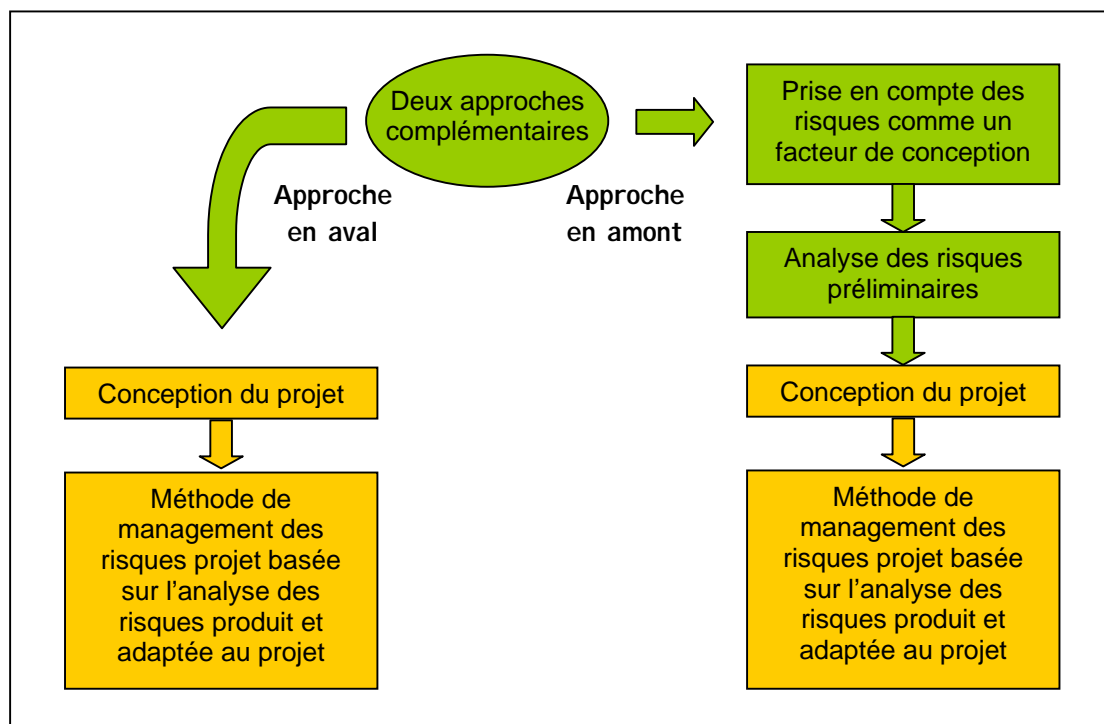 Deux approches
complémentaires
Approche
en aval
Conception du projet
Méthode de
management des
risques projet basée
sur l'analyse des
risques produit et
adaptée au projet
Approche
en amont
Prise en compte des
risques comme un
facteur de conception
Analyse des risques
préliminaires
Conception du projet
Méthode de
management des
risques projet basée
sur l'analyse des
risques produit et
adaptée au projet